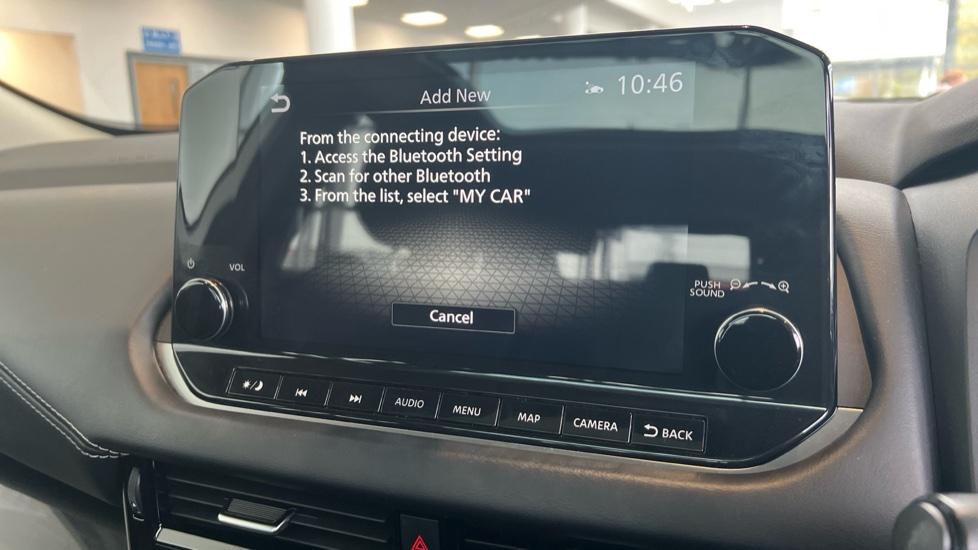 Add New
10:46
From the connecting device:
1. Access the Bluetooth Setting
2. Scan for other Bluetooth
3. From the list, select "MY CAR"
Cancel
VOL
PUSH
SOUND
AUDIO
MENU
MAP
CAMERA
BACK